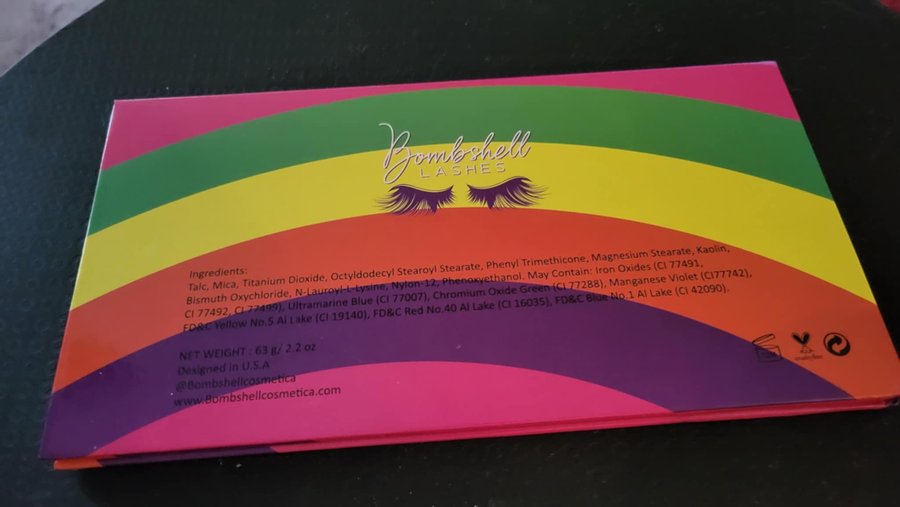 Bombshell
LASHES
Ingredients:
Talc, Mica, Titanium Dioxide, Octyldodecyl Stearoyl Stearate, Phenyl Trimethicone, Magnesium Stearate, Kaolin,
Bismuth Oxychloride, N-Lauroyl-L-Lysine, Nylon-12, Phenoxyethanol. May Contain: Iron Oxides (CI 77491,
CI 77492, CI 77499), Ultramarine Blue (CI 77007), Chromium Oxide Green (CI 77288), Manganese Violet (CI77742),
FD&C Yellow No.5 Al Lake (CI 19140), FD&C Red No.40 Al Lake (CI 16035), FD&C Blue No.1 Al Lake (CI 42090).
NET WEIGHT : 63 g/ 2.2 oz
Designed in U.S.A
@Bombshellcosmetica
www.Bombshellcosmetica.com